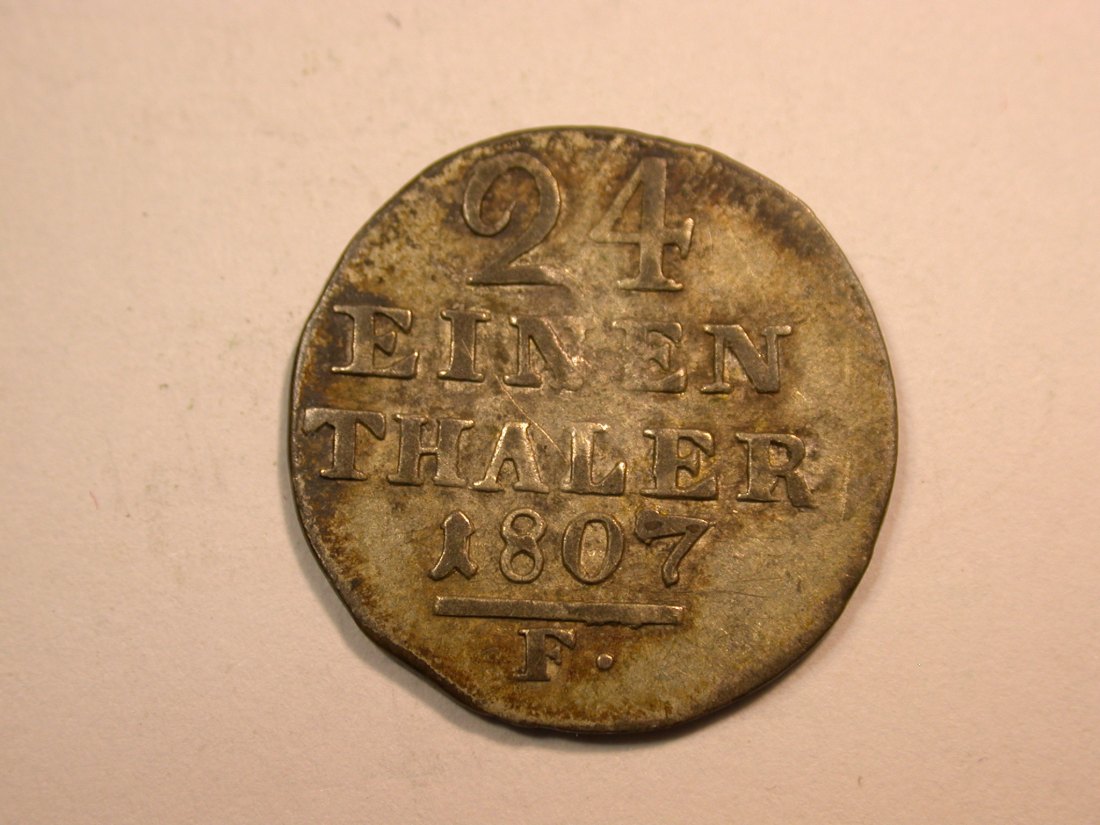 24
EINEN
THALER
1807
F.